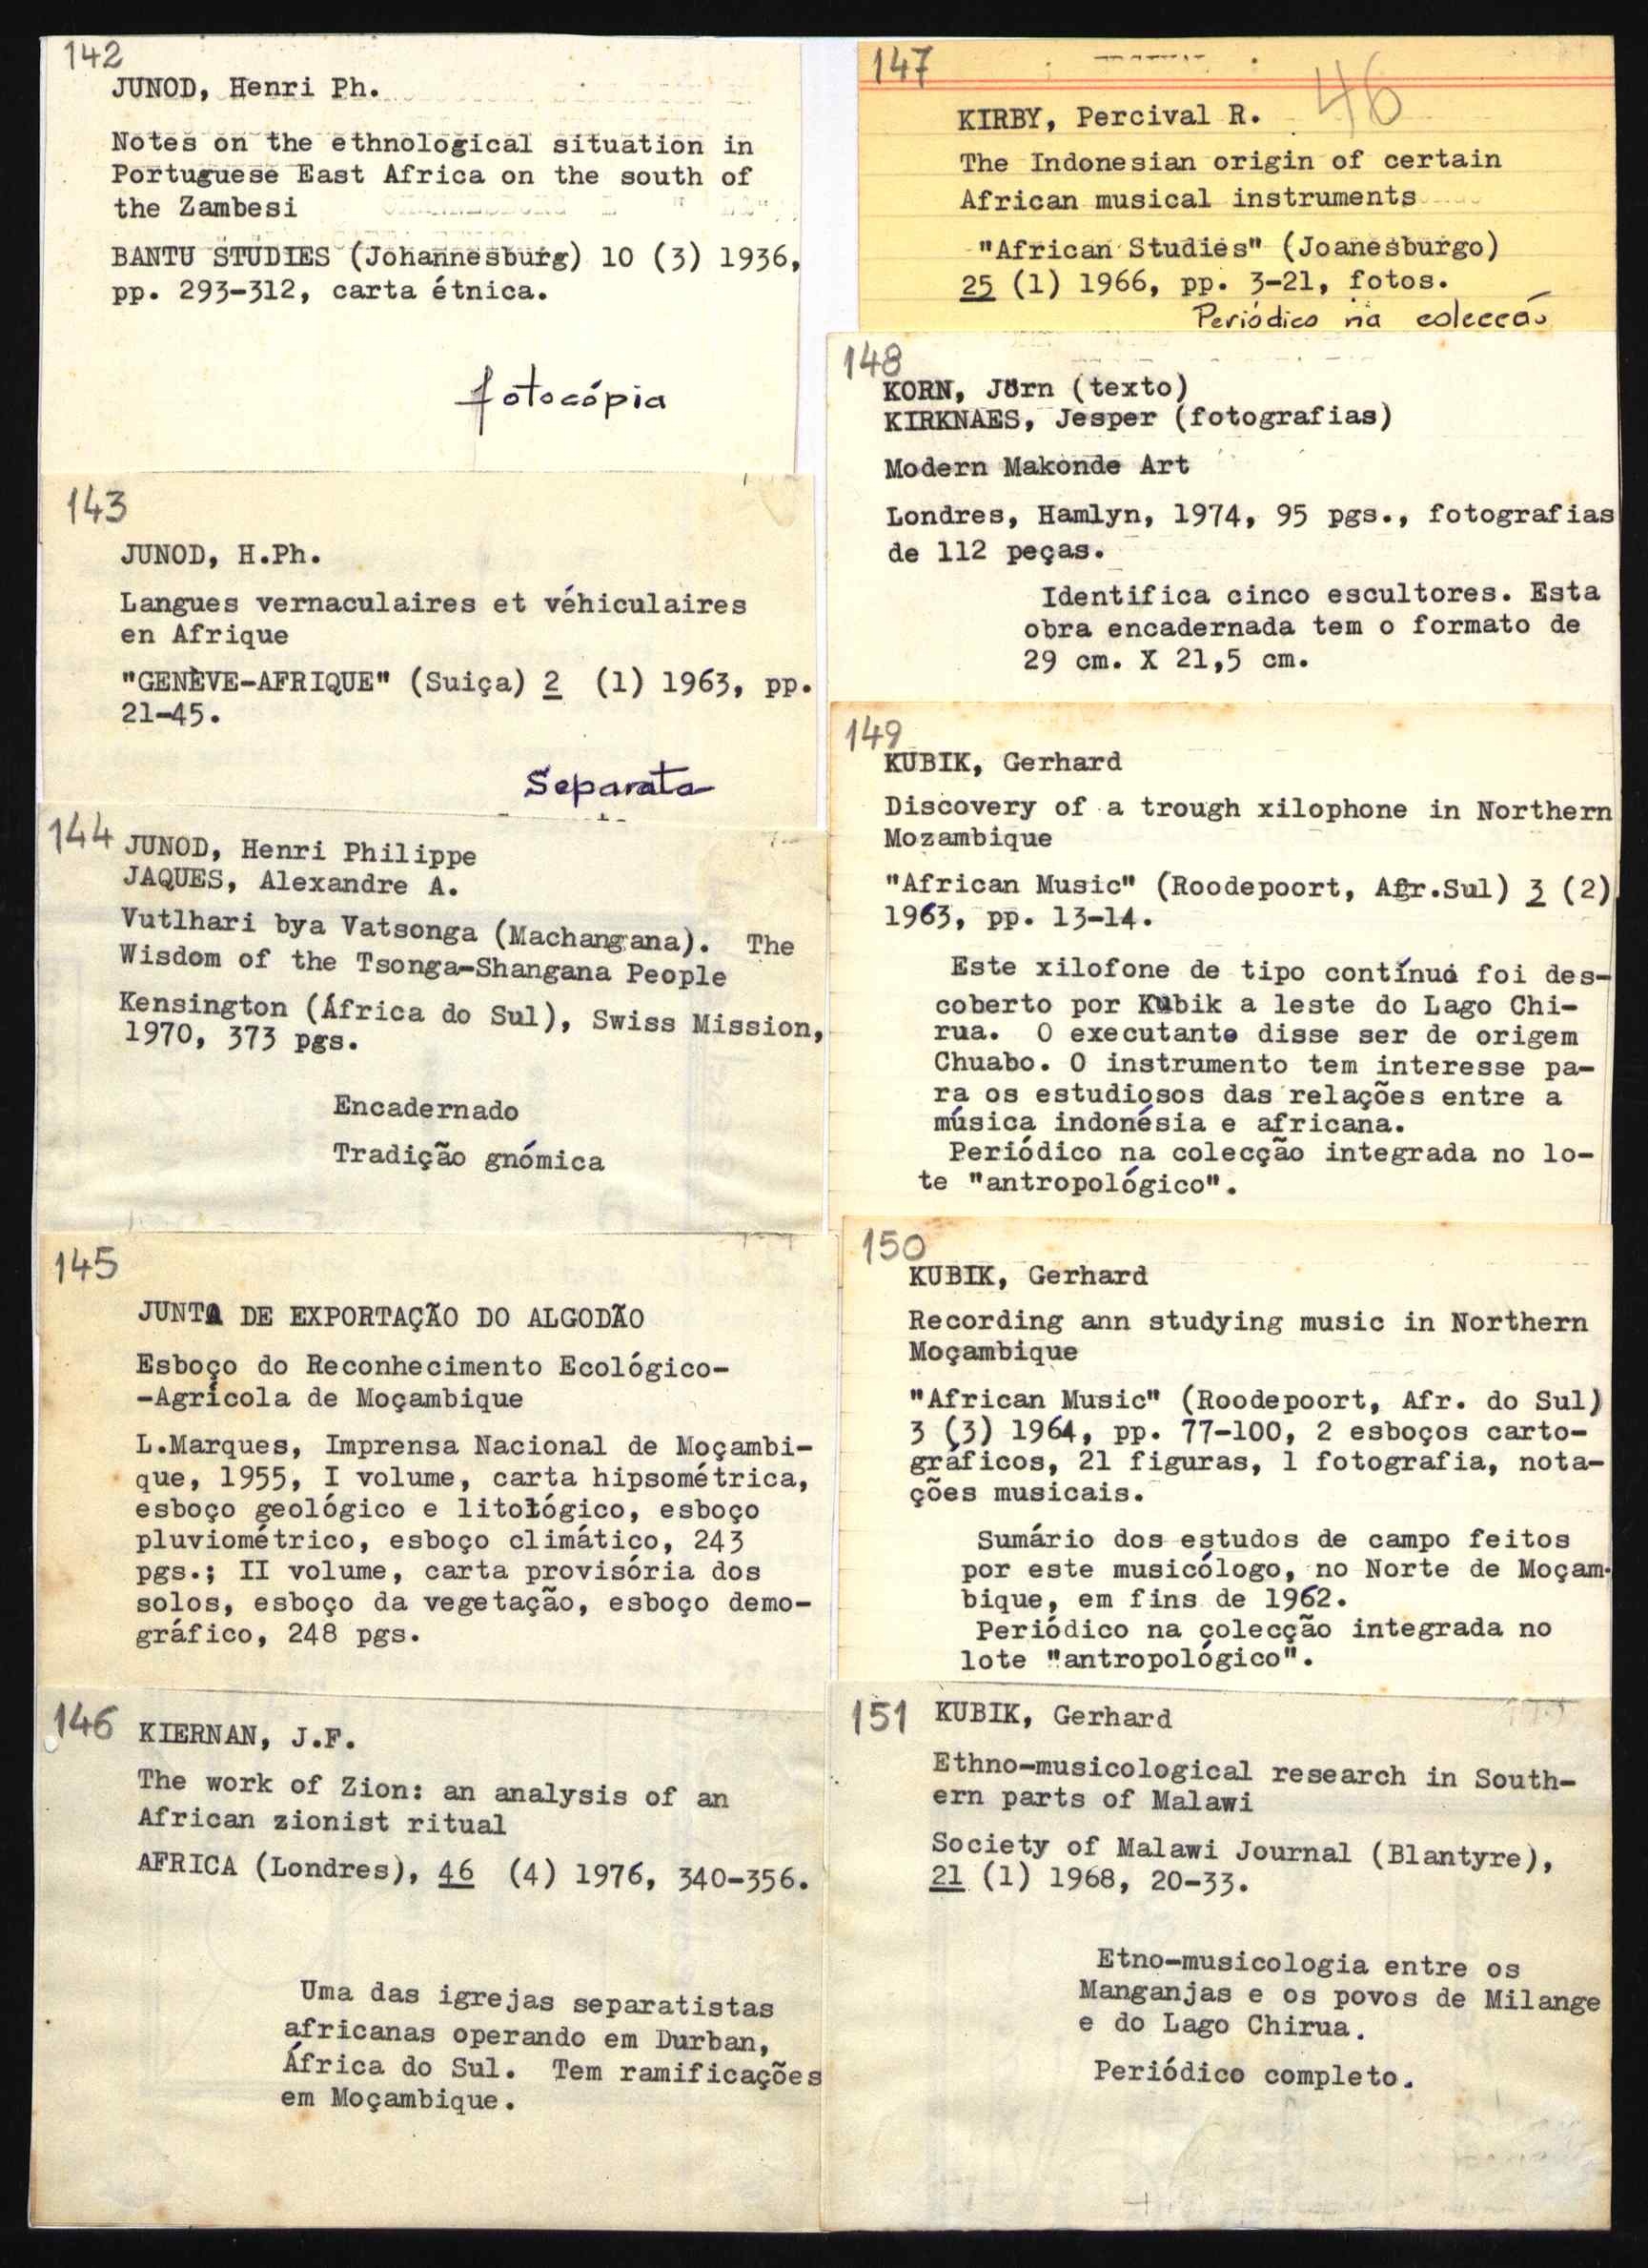 142
JUNOD, Henri Ph.
Notes on the ethnological situation in
Portuguese East Africa on the south of
the Zambesi
BANTU STUDIES (Johannesburg) 10 (3) 1936,
pp. 293-312, carta étnica.
fotocópia
143
JUNOD, H.Ph.
Langues vernaculaires et véhiculaires
en Afrique
"GENÈVE-AFRIQUE" (Suiça) 2 (1) 1963, pp.
21-45.
Separata
144
JUNOD, Henri Philippe
JAQUES, Alexandre A.
Vutlhari bya Vatsonga (Machangana). The
Wisdom of the Tsonga-Shangana People
Kensington (África do Sul), Swiss Mission,
1970, 373 pgs.
Encadernado
Tradição gnómica
145
JUNTA DE EXPORTAÇÃO DO ALGODÃO
Esboço do Reconhecimento Ecológico-
-Agrícola de Moçambique
L.Marques, Imprensa Nacional de Moçambi-
que, 1955, I volume, carta hipsométrica,
esboço geológico e litológico, esboço
pluviométrico, esboço climático, 243
pgs.; II volume, carta provisória dos
solos, esboço da vegetação, esboço demo-
gráfico, 248 pgs.
146
KIERNAN, J.F.
The work of Zion: an analysis of an
African zionist ritual
AFRICA (Londres), 46 (4) 1976, 340-356.
Uma das igrejas separatistas
africanas operando em Durban,
África do Sul. Tem ramificações
em Moçambique.
147
46
KIRBY, Percival R.
The Indonesian origin of certain
African musical instruments
"African Studies" (Joanesburgo)
25 (1) 1966, pp. 3-21, fotos.
Periódico na colecção
148
KORN, Jörn (texto)
KIRKNAES, Jesper (fotografias)
Modern Makonde Art
Londres, Hamlyn, 1974, 95 pgs., fotografias
de 112 peças.
Identifica cinco escultores. Esta
obra encadernada tem o formato de
29 cm. X 21,5 cm.
149
KUBIK, Gerhard
Discovery of a trough xilophone in Northern
Mozambique
"African Music" (Roodepoort, Afr.Sul) 3 (2)
1963, pp. 13-14.
Este xilofone de tipo contínuo foi des-
coberto por Kubik a leste do Lago Chi-
rua. O executante disse ser de origem
Chuabo. O instrumento tem interesse pa-
ra os estudiosos das relações entre a
música indonésia e africana.
Periódico na colecção integrada no lo-
te "antropológico".
150
KUBIK, Gerhard
Recording ann studying music in Northern
Moçambique
"African Music" (Roodepoort, Afr. do Sul)
3 (3) 1964, pp. 77-100, 2 esboços carto-
gráficos, 21 figuras, 1 fotografia, nota-
ções musicais.
Sumário dos estudos de campo feitos
por este musicólogo, no Norte de Moçam-
bique, em fins de 1962.
Periódico na colecção integrada no
lote "antropológico".
151
KUBIK, Gerhard
Ethno-musicological research in South-
ern parts of Malawi
Society of Malawi Journal (Blantyre),
21 (1) 1968, 20-33.
Etno-musicologia entre os
Manganjas e os povos de Milange
e do Lago Chirua.
Periódico completo.